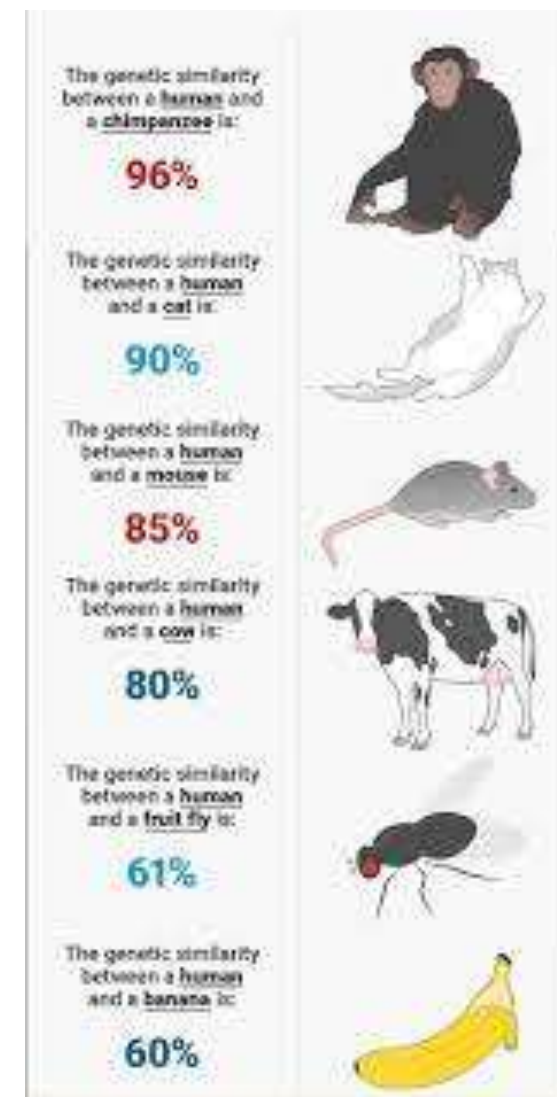 The genetic similarity
between a human and
a chimpanzee is:
96%
The genetic similarity
between a human
and a cat is:
90%
The genetic similarity
between a human
and a mouse is:
85%
The genetic similarity
between a human
and a cow is:
80%
The genetic similarity
between a human
and a fruit fly is:
61%
The genetic similarity
between a human
and a banana is:
60%